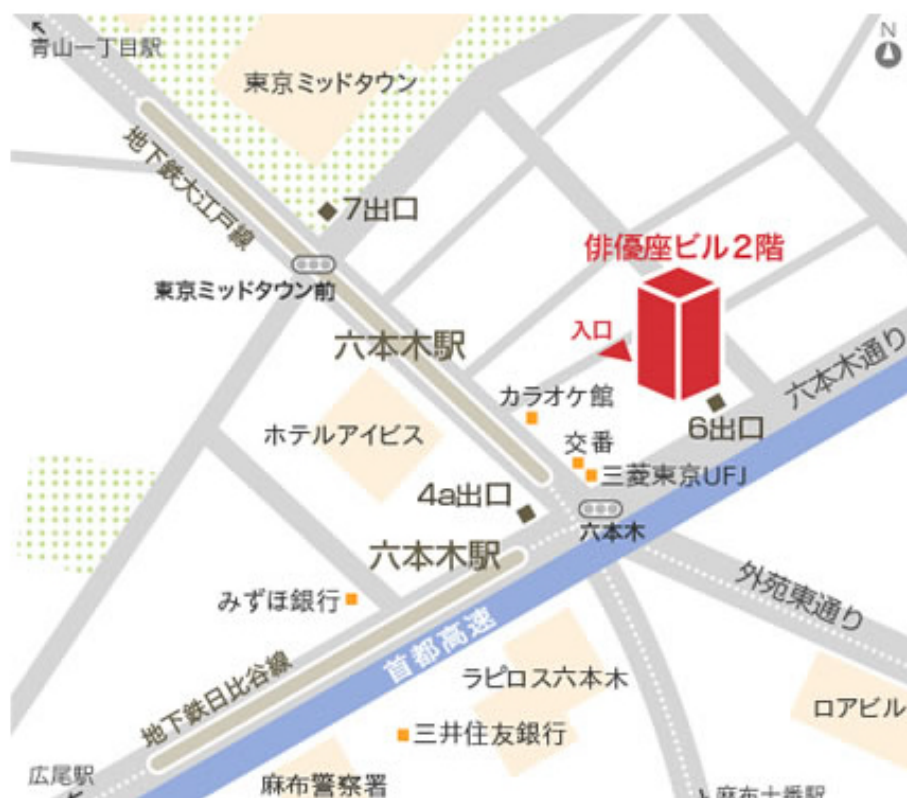 青山一丁目駅
N
東京ミッドタウン
地下鉄大江戸線
7出口
俳優座ビル2階
東京ミッドタウン前
入口
六本木駅
六本木通り
カラオケ館
ホテルアイビス
交番
6出口
三菱東京UFJ
4a出口
六本木
六本木駅
みずほ銀行
外苑東通り
首都高速
地下鉄日比谷線
ラピロス六本木
ロアビル
三井住友銀行
広尾駅
麻布警察署
麻布十番駅